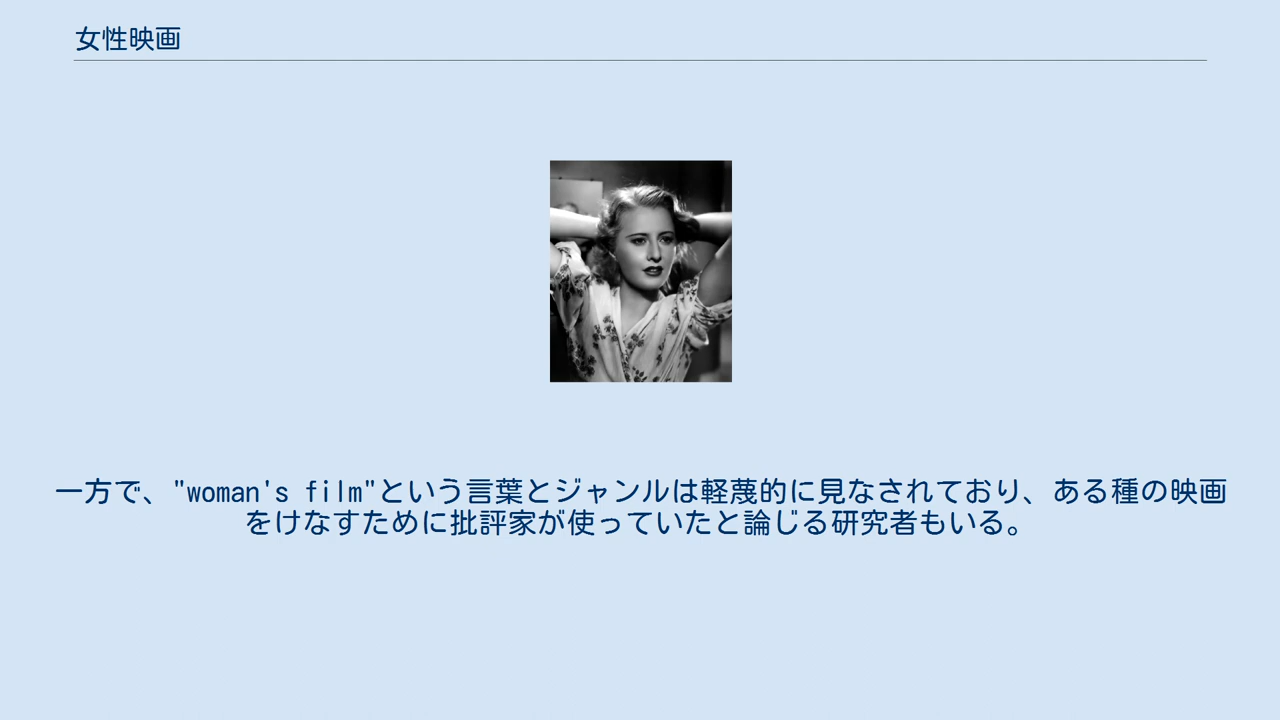 女性映画
一方で、"woman's film"という言葉とジャンルは軽蔑的に見なされており、ある種の映画
をけなすために批評家が使っていたと論じる研究者もいる。